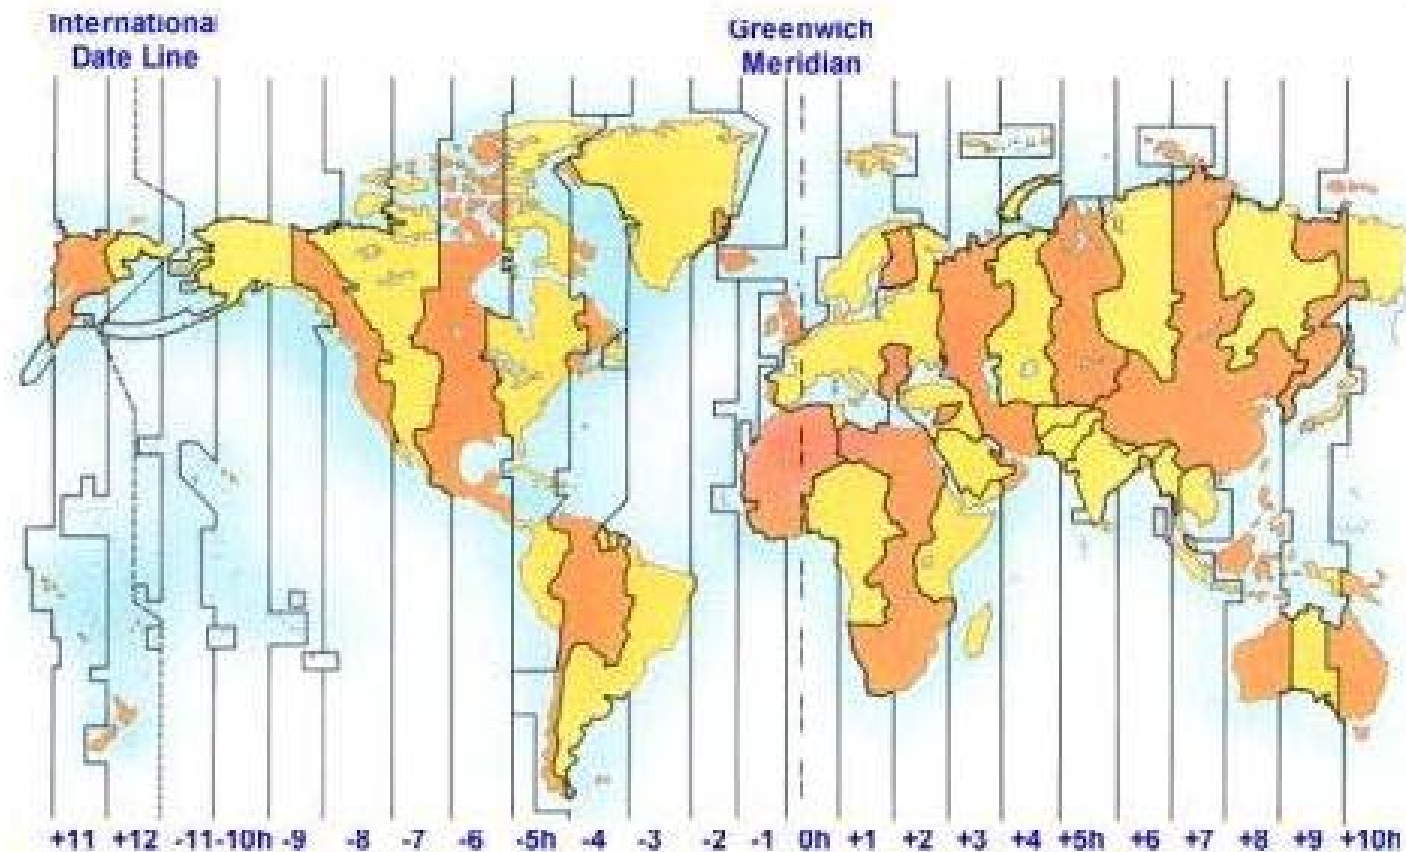 Internationa
Date Line
Greenwich
Meridian
+11 +12 -11-10h -9 -8 -7 -6 -5h -4 -3 -2 -1 0h +1 +2 +3 +4 +5h +6 +7 +8 +9 +10h